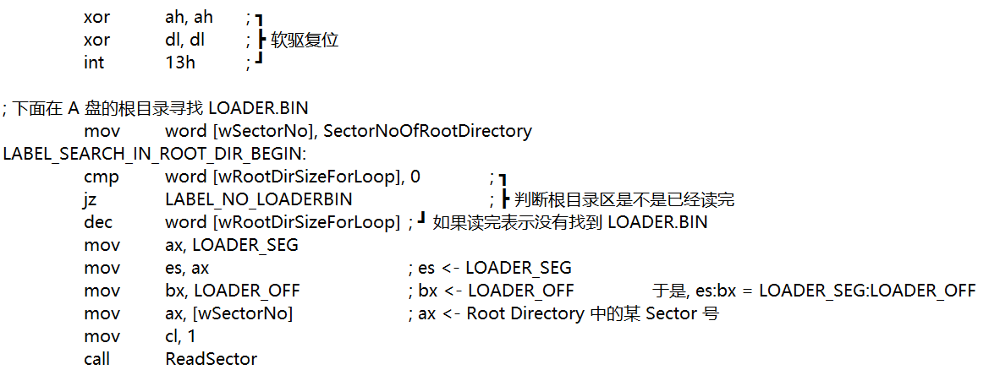 xor ah, ah ; ┓
xor dl, dl ; ┣ 软驱复位
int 13h ; ┛
; 下面在 A 盘的根目录寻找 LOADER.BIN
mov word [wSectorNo], SectorNoOfRootDirectory
LABEL_SEARCH_IN_ROOT_DIR_BEGIN:
cmp word [wRootDirSizeForLoop], 0 ; ┓
jz LABEL_NO_LOADERBIN ; ┣ 判断根目录区是不是已经读完
dec word [wRootDirSizeForLoop] ; ┛ 如果读完表示没有找到 LOADER.BIN
mov ax, LOADER_SEG
mov es, ax ; es <- LOADER_SEG
mov bx, LOADER_OFF ; bx <- LOADER_OFF 于是, es:bx = LOADER_SEG:LOADER_OFF
mov ax, [wSectorNo] ; ax <- Root Directory 中的某 Sector 号
mov cl, 1
call ReadSector